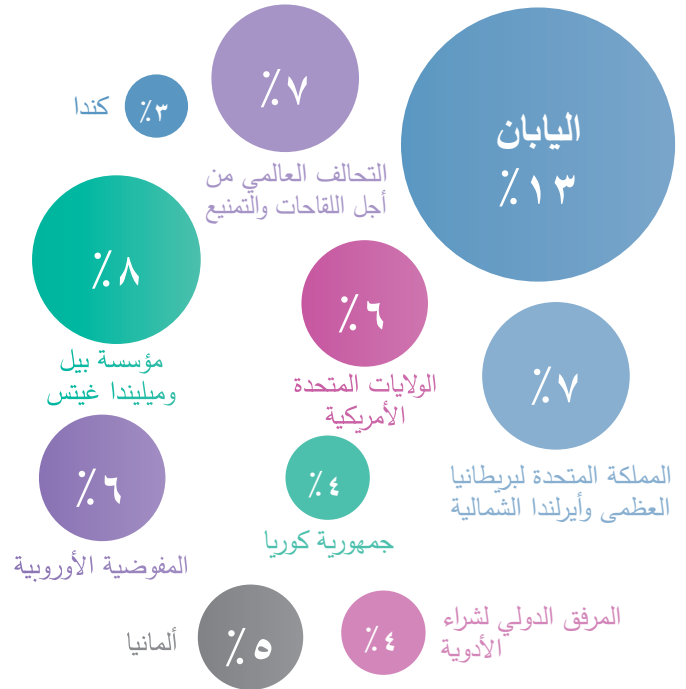 اليابان
٪١٣
٪٧
التحالف العالمي من
أجل اللقاحات والتمنيع
٪٣
كندا
٪٨
مؤسسة بيل
وميليندا غيتس
٪٦
الولايات المتحدة
الأمريكية
٪٧
المملكة المتحدة لبريطانيا
العظمى وأيرلندا الشمالية
٪٦
المفوضية الأوروبية
٪٤
جمهورية كوريا
المرفق الدولي لشراء
الأدوية
٪٤
٪٥
ألمانيا